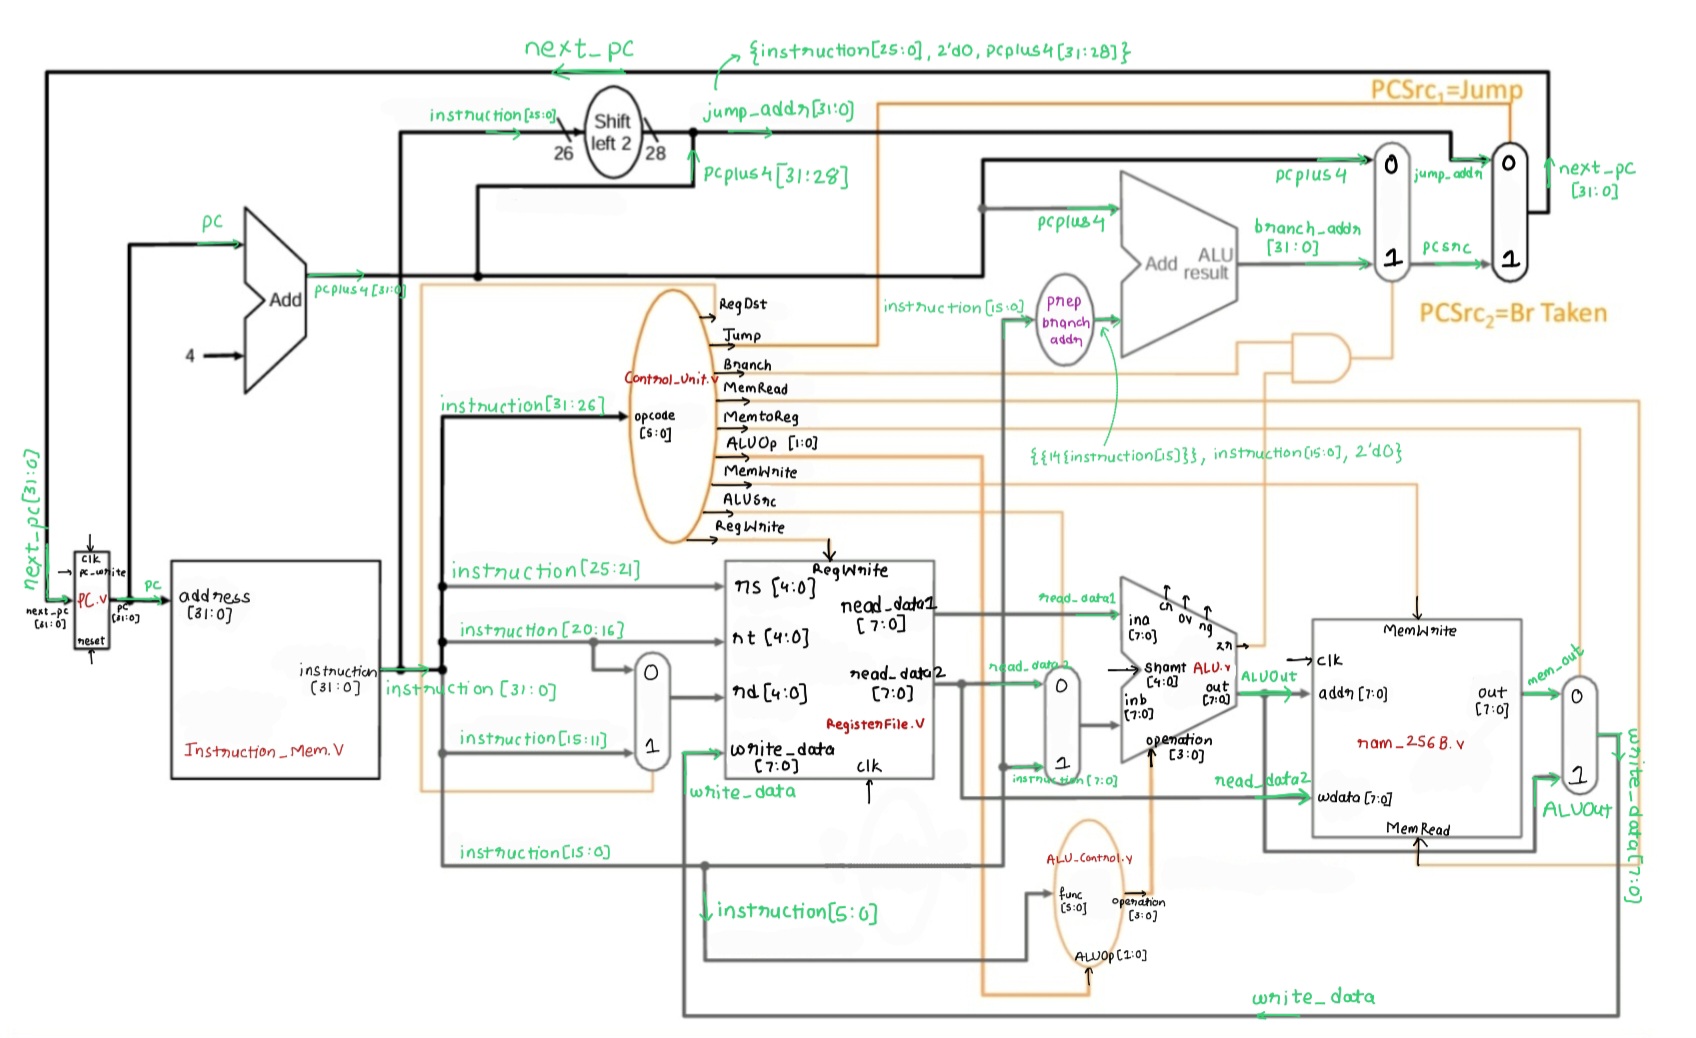 next_pc
{instruction[25:0], 2'd0, pcplus4[31:28]}
PCSrc1=Jump
instruction[25:0]
26
Shift
left 2
28
jump_addr[31:0]
pcplus4[31:28]
pcplus4
0
1
jump_addr
0
1
next_pc
[31:0]
pc
pcplus4
Add
ALU
result
branch_addr
[31:0]
pcsrc
Add
pcplus4[31:0]
4
instruction[15:0]
prep
branch
addr
PCSrc2=Br Taken
Control_Unit.v
opcode
[5:0]
RegDst
Jump
Branch
MemRead
MemtoReg
ALUOp [1:0]
MemWrite
ALUSrc
RegWrite
instruction[31:26]
{{14{instruction[15]}}, instruction[15:0], 2'd0}
next_pc[31:0]
clk
pc_write
PC.v
next_pc
[31:0]
pc
[31:0]
reset
pc
address
[31:0]
instruction
[31:0]
Instruction_Mem.V
instruction [31:0]
instruction[25:21]
instruction[20:16]
instruction[15:11]
0
1
RegWrite
rs [4:0]
rt [4:0]
rd [4:0]
write_data
[7:0]
read_data1
[7:0]
read_data2
[7:0]
RegisterFile.V
clk
write_data
read_data1
read_data2
0
1
instruction[7:0]
ina
[7:0]
shamt
[4:0]
inb
[7:0]
ov
ng
zr
ALU.v
out
[7:0]
operation
[3:0]
ALUOut
MemWrite
clk
addr [7:0]
out
[7:0]
ram_256B.v
wdata [7:0]
MemRead
read_data2
mem_out
0
1
ALUOut
write_data[7:0]
instruction[15:0]
instruction[5:0]
ALU_Control.v
func
[5:0]
operation
[3:0]
ALUOp[1:0]
write_data